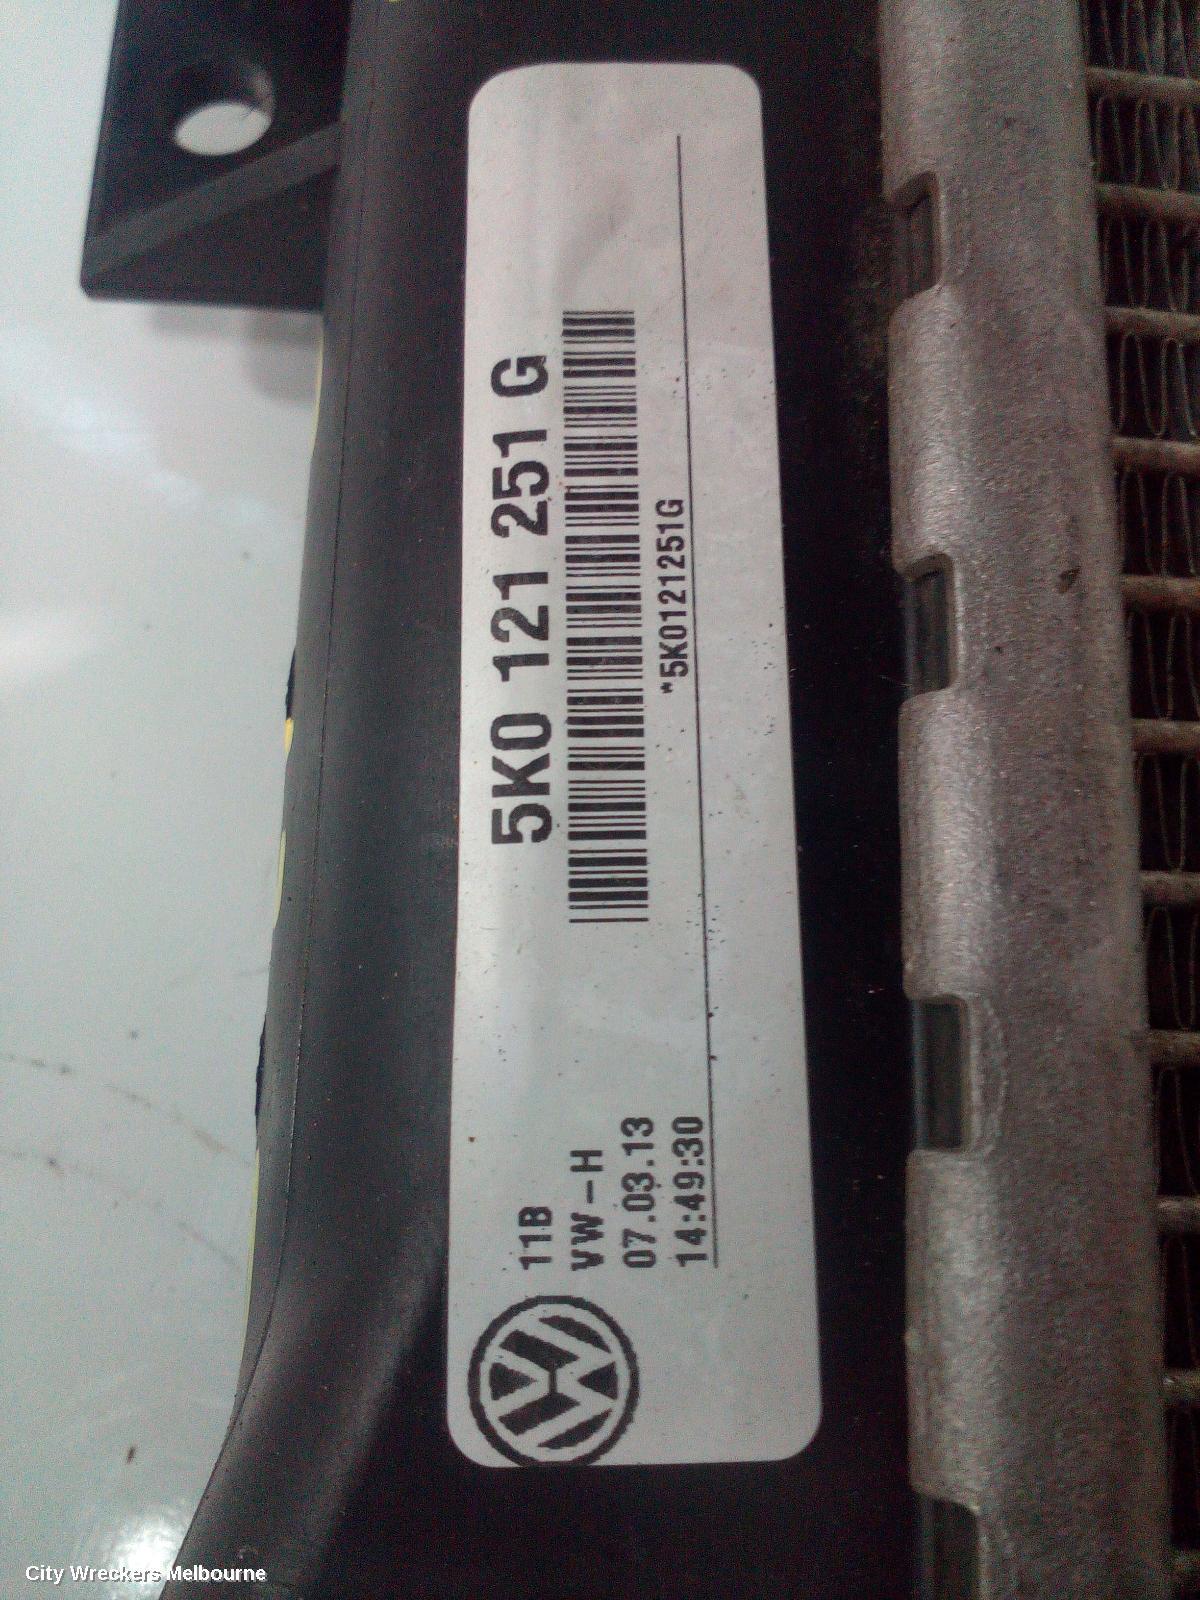 5K0 121 251 G
*5K0121251G
11B
VW-H
07.03.13
14:49:30
City Wreckers Melbourne